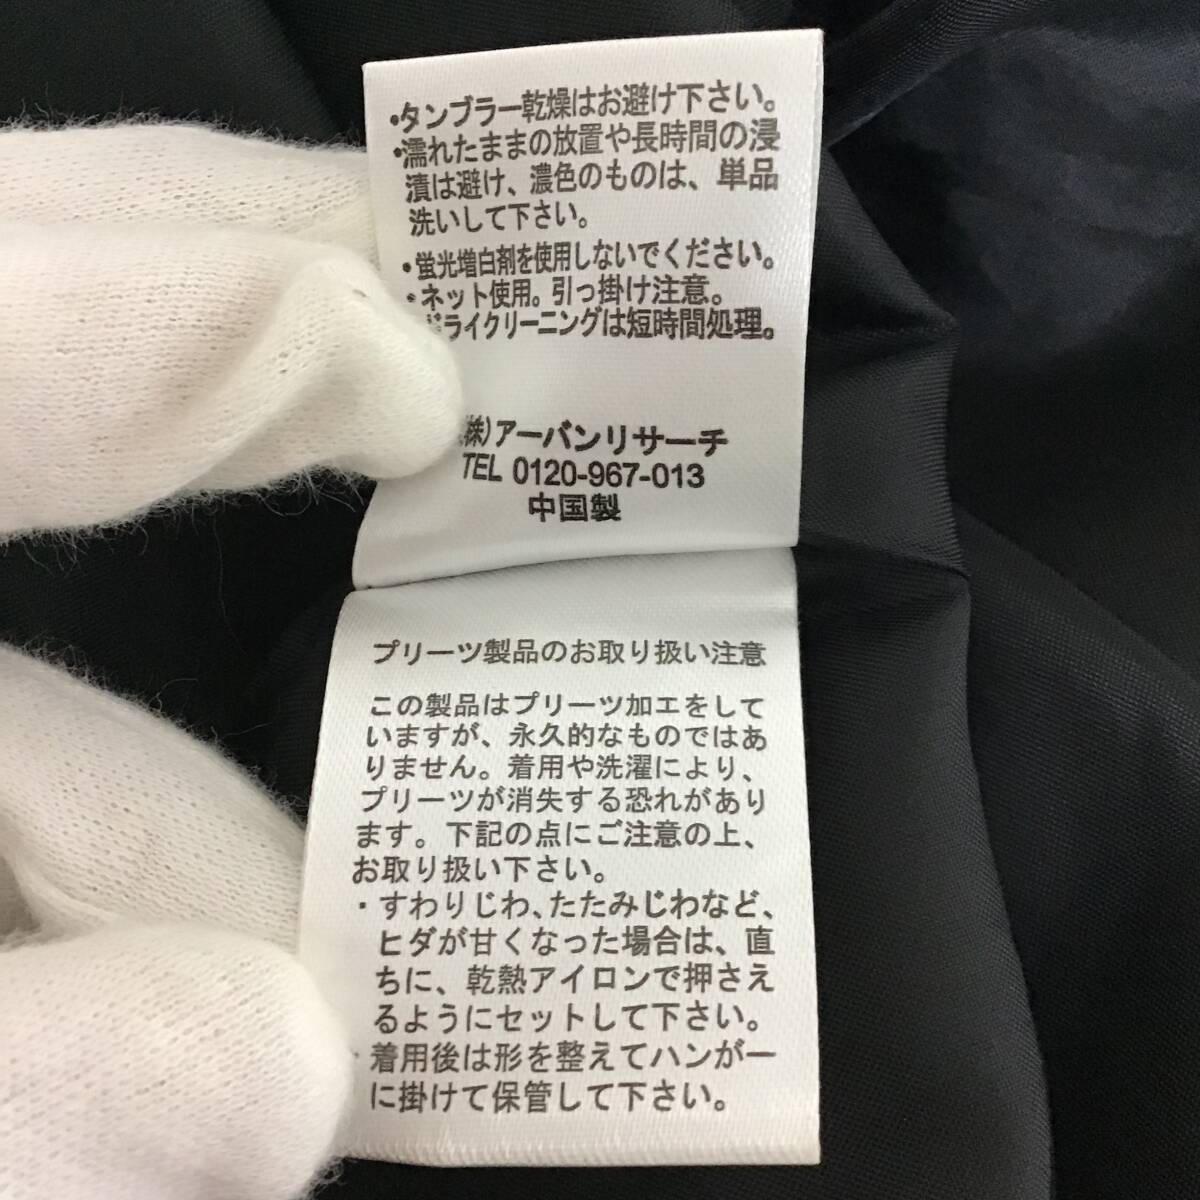 ・タンブラー乾燥はお避け下さい。
・濡れたままの放置や長時間の浸
漬は避け、濃色のものは、単品
洗いして下さい。
・蛍光増白剤を使用しないでください。
・ネット使用。引っ掛け注意。
ドライクリーニングは短時間処理。
(株)アーバンリサーチ
TEL 0120-967-013
中国製
プリーツ製品のお取り扱い注意
この製品はプリーツ加工をして
いますが、永久的なものではあ
りません。着用や洗濯により、
プリーツが消失する恐れがあり
ます。下記の点にご注意の上、
お取り扱い下さい。
・すわりじわ、たたみじわなど、
ヒダが甘くなった場合は、直
ちに、乾熱アイロンで押さえ
るようにセットして下さい。
・着用後は形を整えてハンガー
に掛けて保管して下さい。